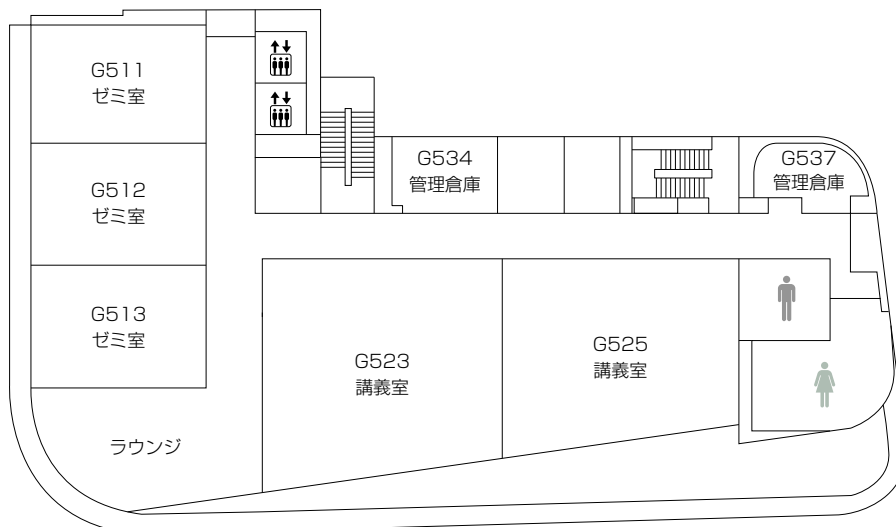 G511
ゼミ室
G512
ゼミ室
G513
ゼミ室
ラウンジ
G534
管理倉庫
G537
管理倉庫
G523
講義室
G525
講義室